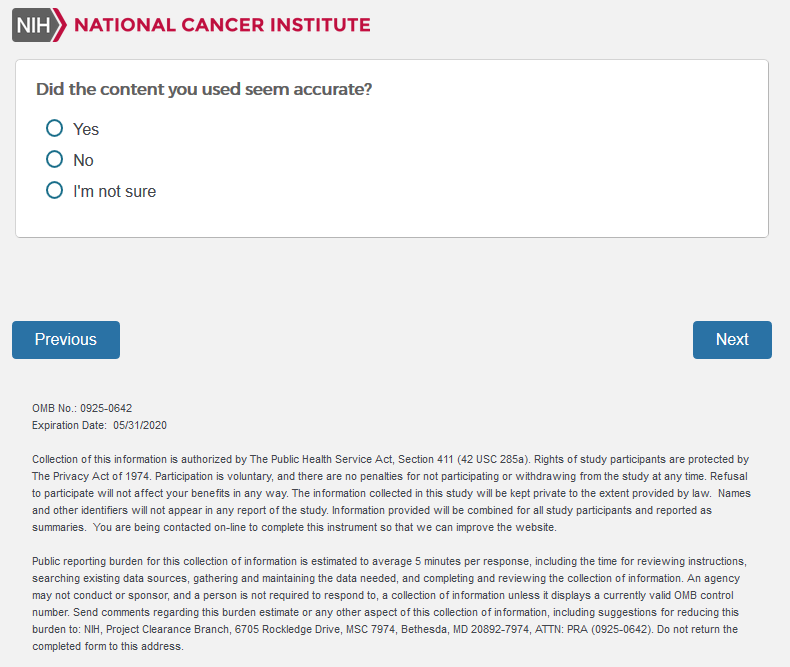 NIH NATIONAL CANCER INSTITUTE
Did the content you used seem accurate?
Yes
No
I'm not sure
Previous
Next
OMB No.: 0925-0642
Expiration Date:  05/31/2020
Collection of this information is authorized by The Public Health Service Act, Section 411 (42 USC 285a). Rights of study participants are protected by
The Privacy Act of 1974. Participation is voluntary, and there are no penalties for not participating or withdrawing from the study at any time. Refusal
to participate will not affect your benefits in any way. The information collected in this study will be kept private to the extent provided by law.  Names
and other identifiers will not appear in any report of the study. Information provided will be combined for all study participants and reported as
summaries.  You are being contacted on-line to complete this instrument so that we can improve the website.
Public reporting burden for this collection of information is estimated to average 5 minutes per response, including the time for reviewing instructions,
searching existing data sources, gathering and maintaining the data needed, and completing and reviewing the collection of information. An agency
may not conduct or sponsor, and a person is not required to respond to, a collection of information unless it displays a currently valid OMB control
number. Send comments regarding this burden estimate or any other aspect of this collection of information, including suggestions for reducing this
burden to: NIH, Project Clearance Branch, 6705 Rockledge Drive, MSC 7974, Bethesda, MD 20892-7974, ATTN: PRA (0925-0642). Do not return the
completed form to this address.